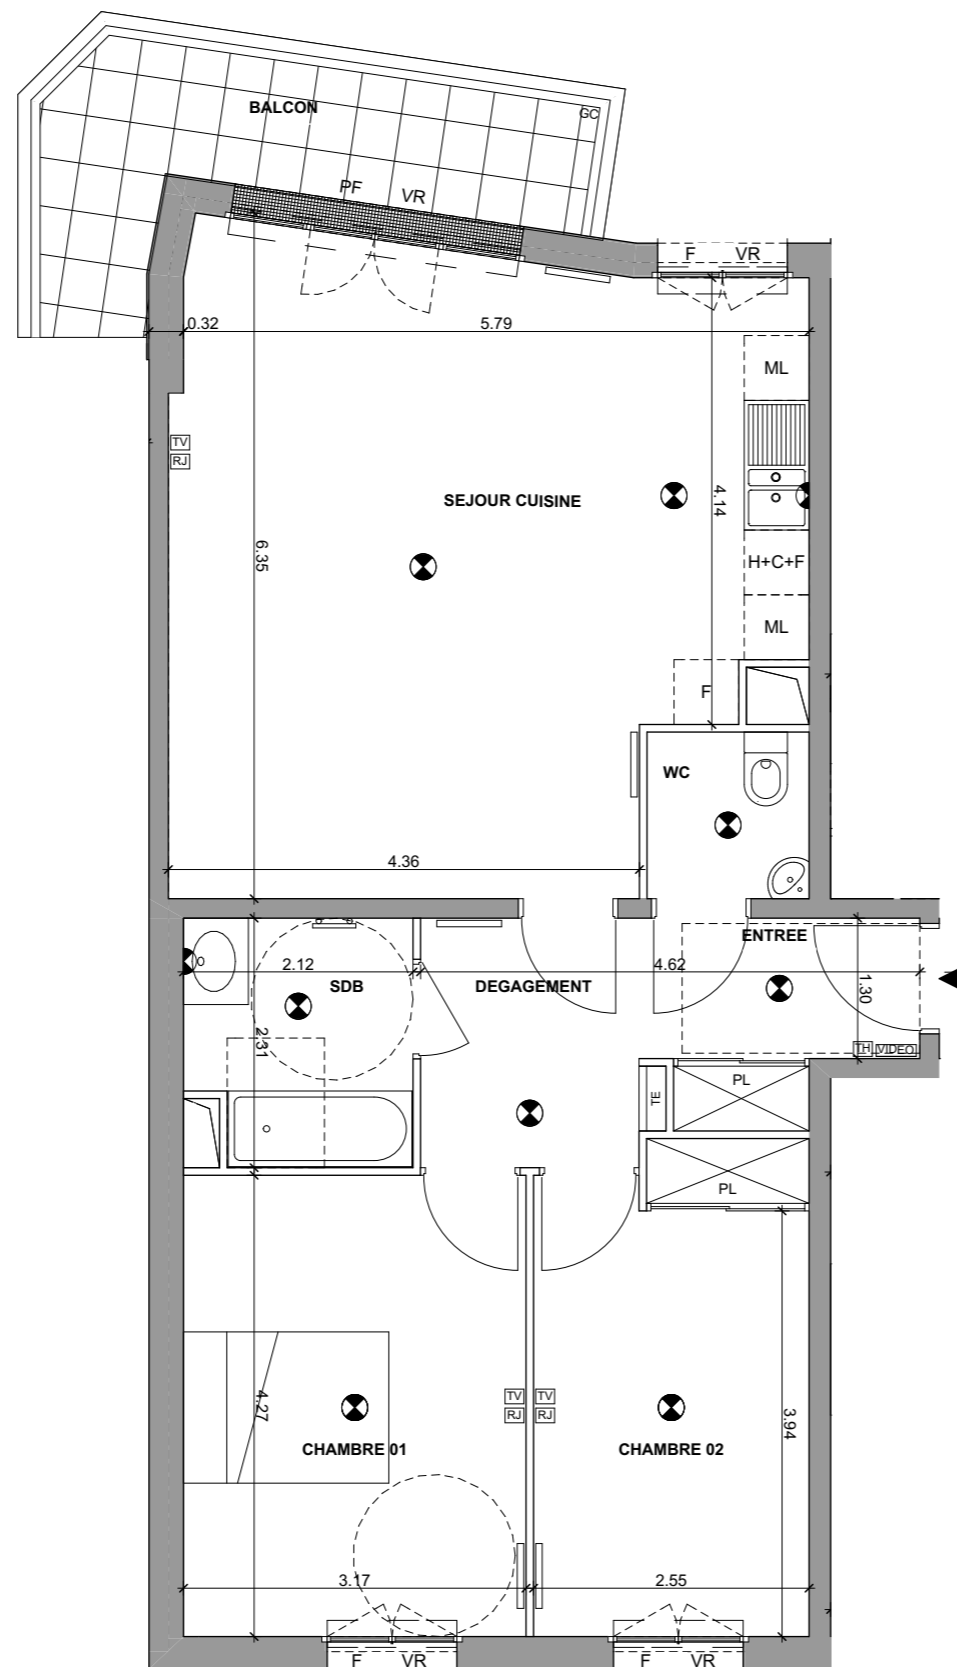 BALCON
GC
PF VR
F VR
0.32 5.79
ML
TV
RJ
SEJOUR CUISINE
4.14
6.35
H+C+F
ML
F
WC
4.36
ENTREE
2.12 4.62
SDB DEGAGEMENT
1.30
2.31
TH VIDEO
PL
TE
PL
4.27
TV TV
RJ RJ
3.94
CHAMBRE 01 CHAMBRE 02
3.17 2.55
F VR F VR